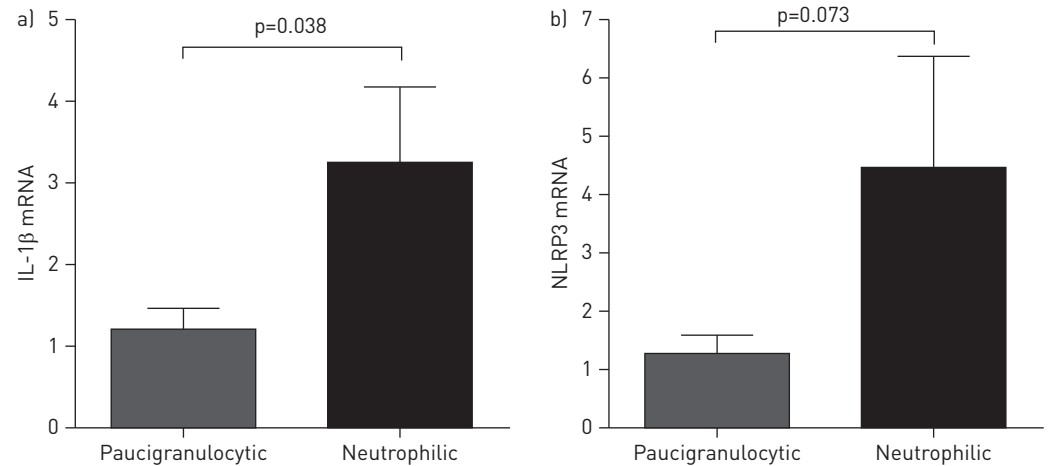 a)
5
4
3
2
1
0
IL-1β mRNA
p=0.038
Paucigranulocytic
Neutrophilic
b)
7
6
5
4
3
2
1
0
NLRP3 mRNA
p=0.073
Paucigranulocytic
Neutrophilic